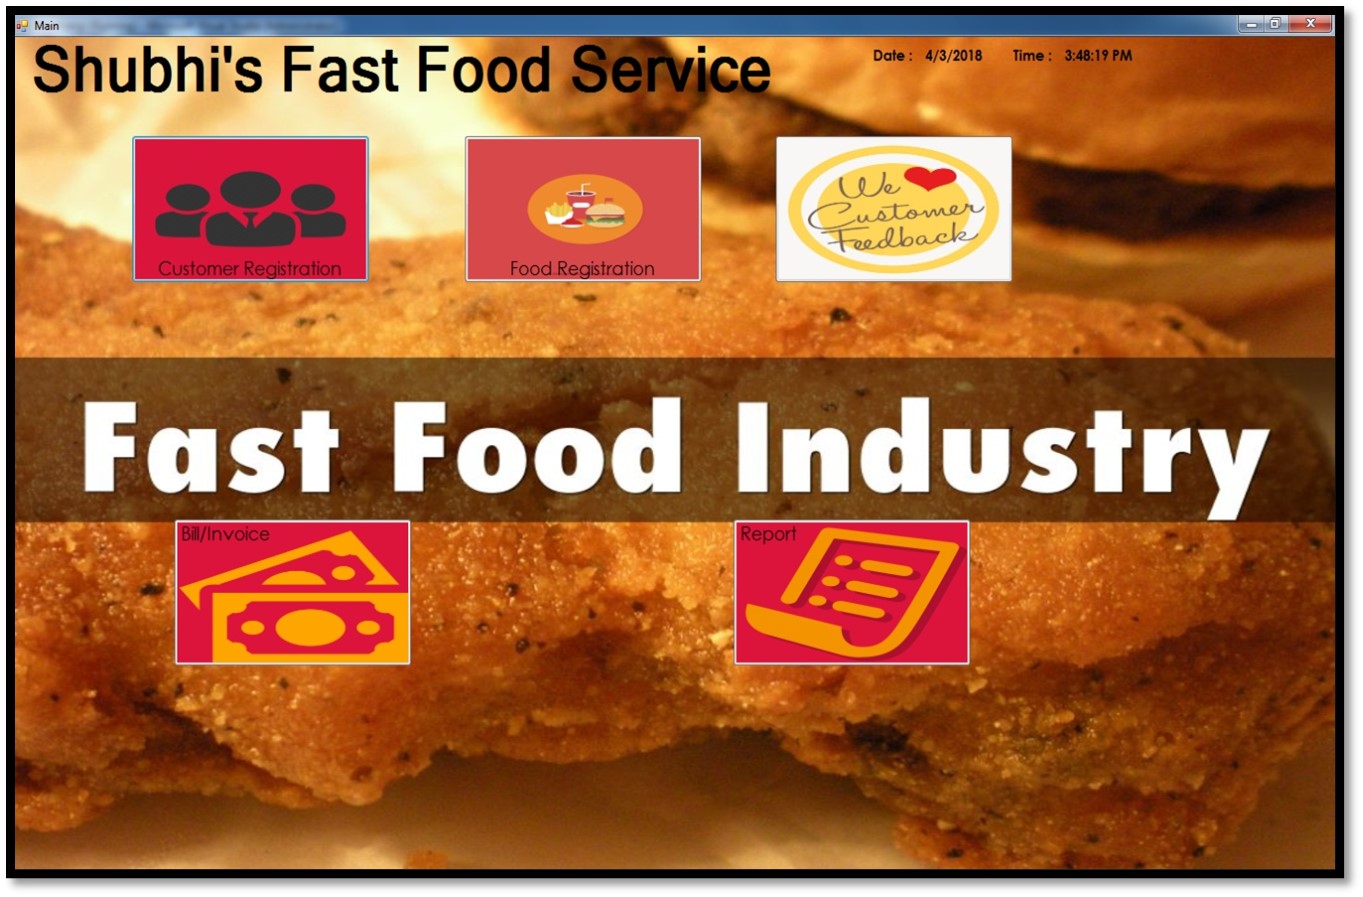 Main
Shubhi's Fast Food Service
Date : 4/3/2018 Time : 3:48:19 PM
Customer Registration
Food Registration
We
Customer
Feedback
Fast Food Industry
Bill/Invoice
Report